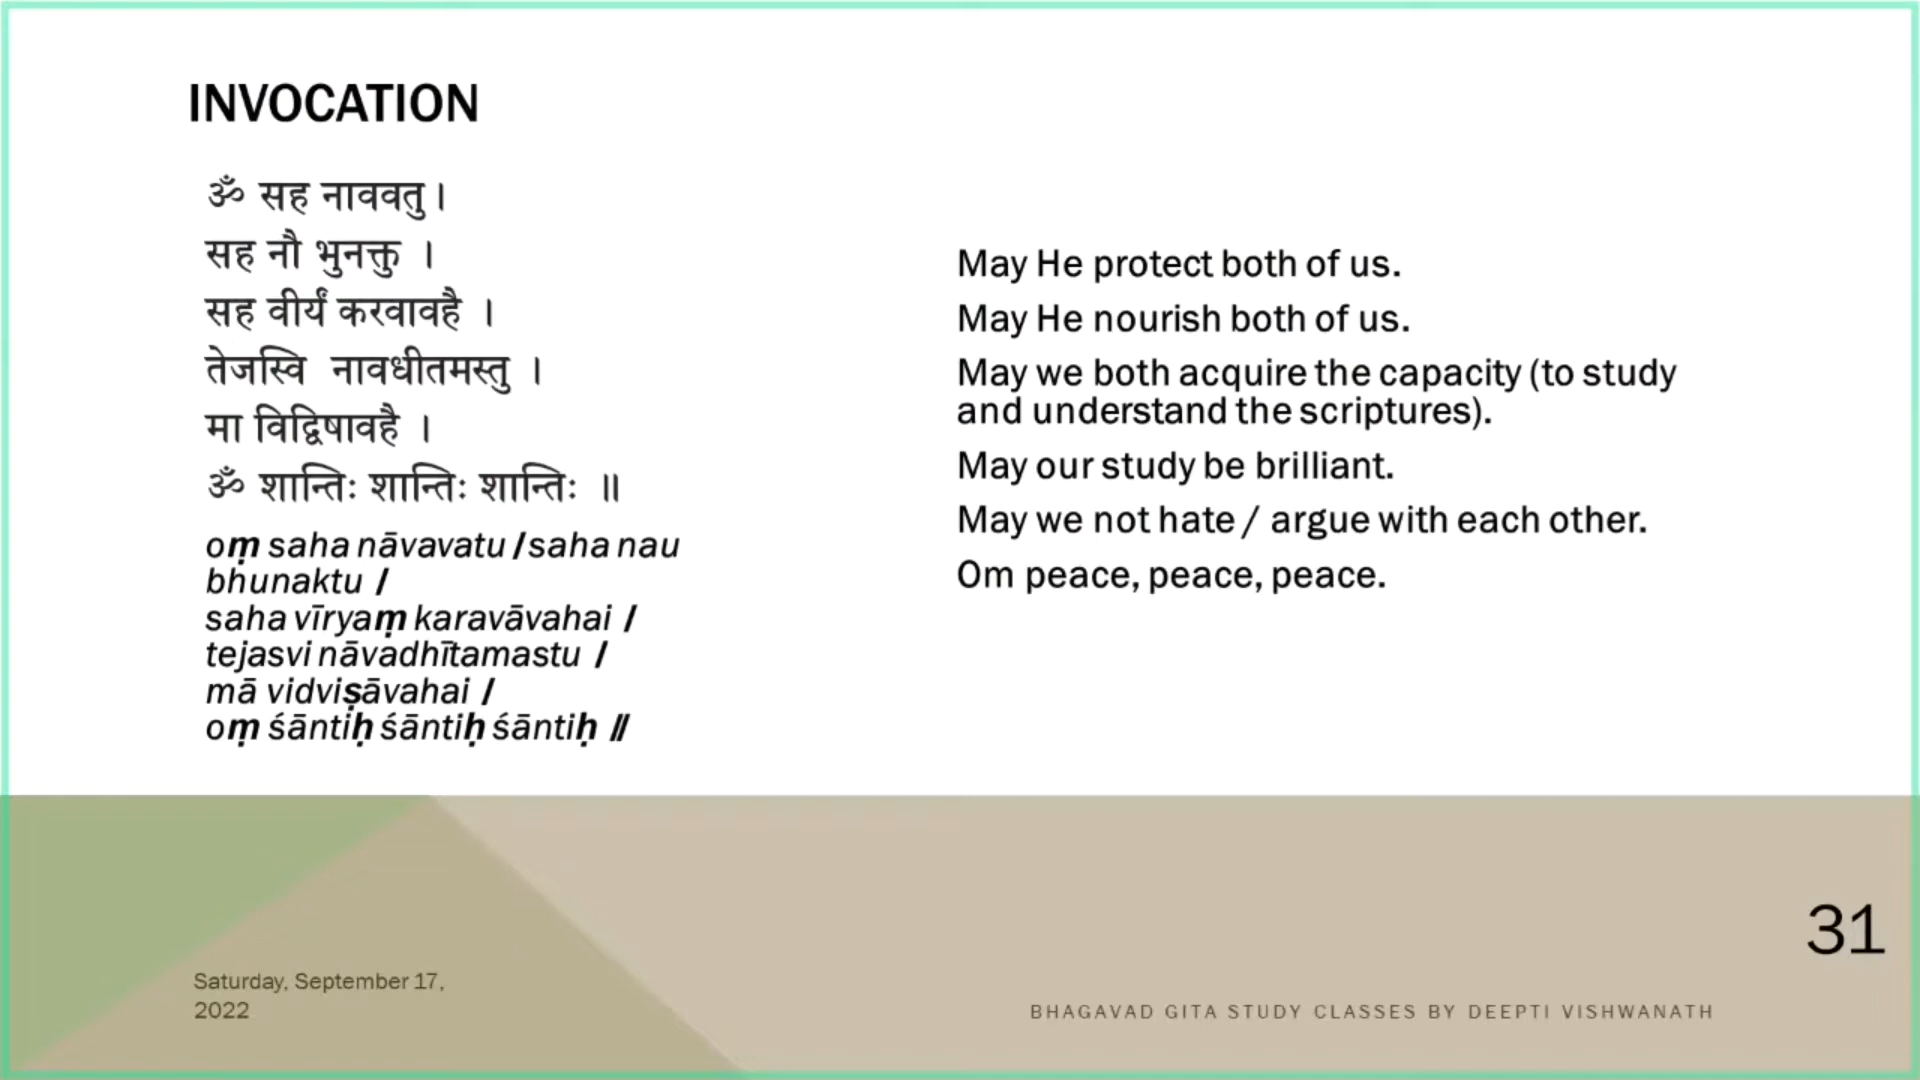 INVOCATION
ॐ सह नाववतु ।
सह नौ भुनक्तु ।
सह वीर्यं करवावहै ।
तेजस्वि नावधीतमस्तु ।
मा विद्विषावहै ।
ॐ शान्तिः शान्तिः शान्तिः ॥
oṃ saha nāvavatu / saha nau
bhunaktu /
saha vīryaṃ karavāvahai /
tejasvi nāvadhītamastu /
mā vidviṣāvahai /
oṃ śāntiḥ śāntiḥ śāntiḥ //
May He protect both of us.
May He nourish both of us.
May we both acquire the capacity (to study
and understand the scriptures).
May our study be brilliant.
May we not hate / argue with each other.
Om peace, peace, peace.
31
Saturday, September 17,
2022
BHAGAVAD GITA STUDY CLASSES BY DEEPTI VISHWANATH